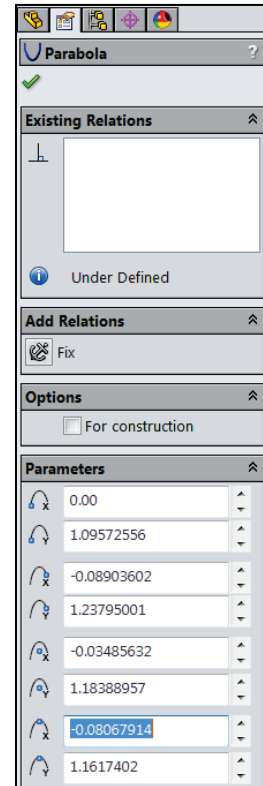 Parabola ?
Existing Relations
Under Defined
Add Relations
Fix
Options
For construction
Parameters
X 0.00
Y 1.09572556
X -0.08903602
Y 1.23795001
X -0.03485632
Y 1.18388957
X -0.08067914
Y 1.1617402